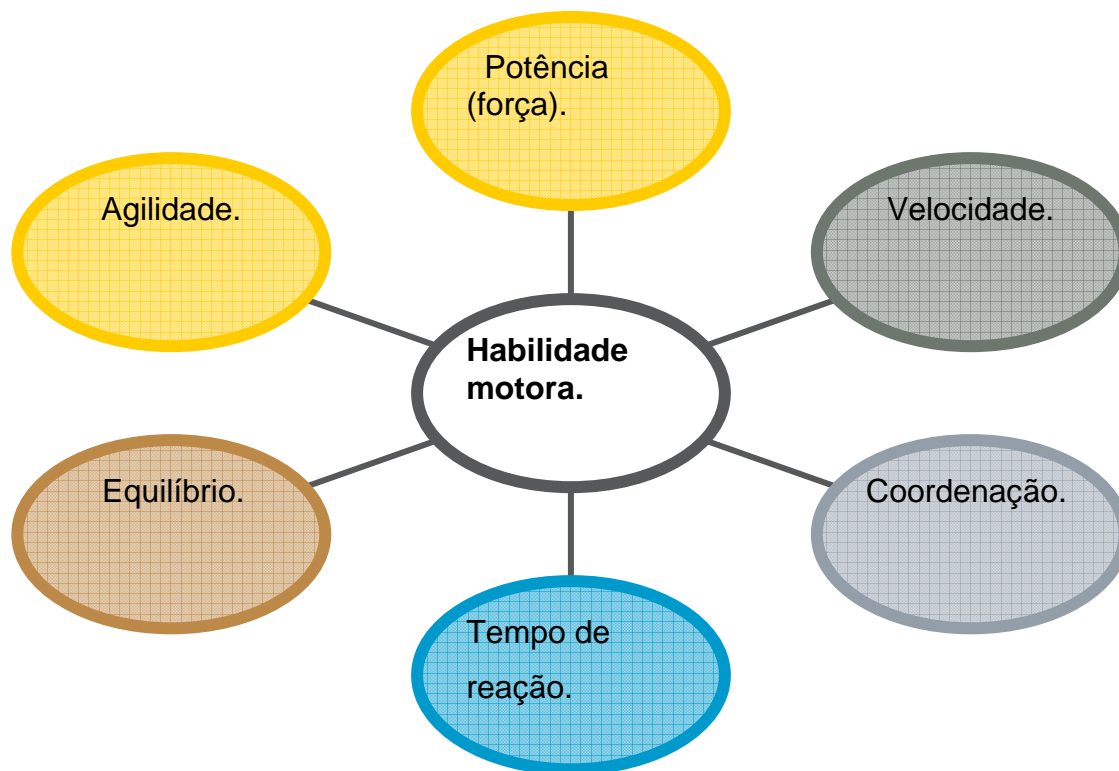 Potência
(força).
Agilidade.
Velocidade.
Habilidade
motora.
Equilíbrio.
Coordenação.
Tempo de
reação.